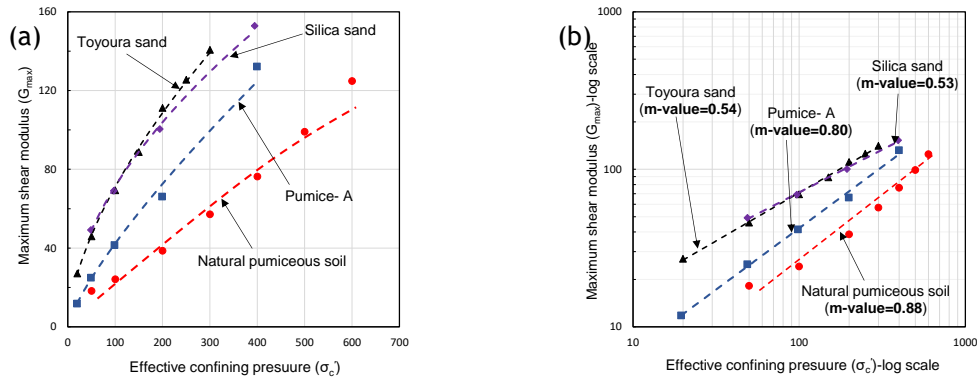 (a)
Maximum shear modulus (Gmax)
160
120
80
40
0
0 100 200 300 400 500 600 700
Effective confining pesuure (σc')
Toyoura sand
Silica sand
Pumice- A
Natural pumiceous soil
(b)
Maximum shear modulus (Gmax)-log scale
1000
100
10
10 100 1000
Effective confining pesuure (σc')-log scale
Silica sand
(m-value=0.53)
Toyoura sand
(m-value=0.54)
Pumice- A
(m-value=0.80)
Natural pumiceous soil
(m-value=0.88)